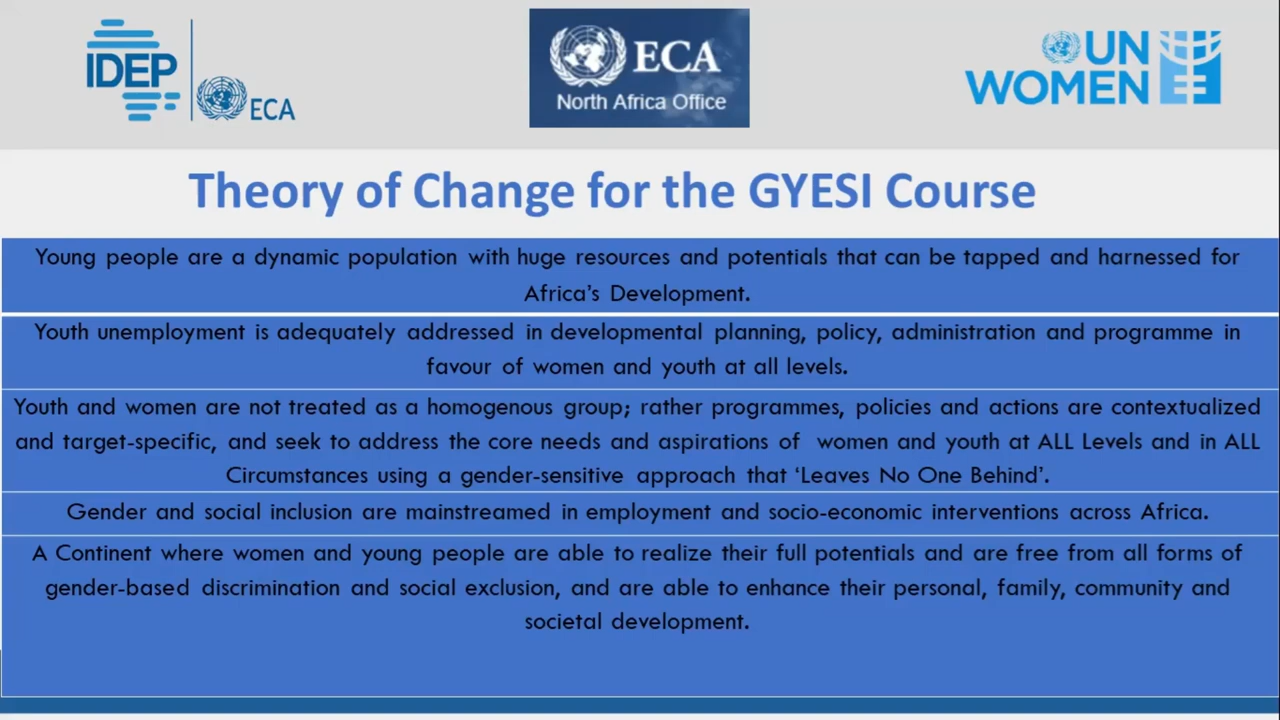 IDEP
ECA
ECA
North Africa Office
UN
WOMEN
Theory of Change for the GYESI Course
Young people are a dynamic population with huge resources and potentials that can be tapped and harnessed for
Africa’s Development.
Youth unemployment is adequately addressed in developmental planning, policy, administration and programme in
favour of women and youth at all levels.
Youth and women are not treated as a homogenous group; rather programmes, policies and actions are contextualized
and target-specific, and seek to address the core needs and aspirations of women and youth at ALL Levels and in ALL
Circumstances using a gender-sensitive approach that ‘Leaves No One Behind’.
Gender and social inclusion are mainstreamed in employment and socio-economic interventions across Africa.
A Continent where women and young people are able to realize their full potentials and are free from all forms of
gender-based discrimination and social exclusion, and are able to enhance their personal, family, community and
societal development.